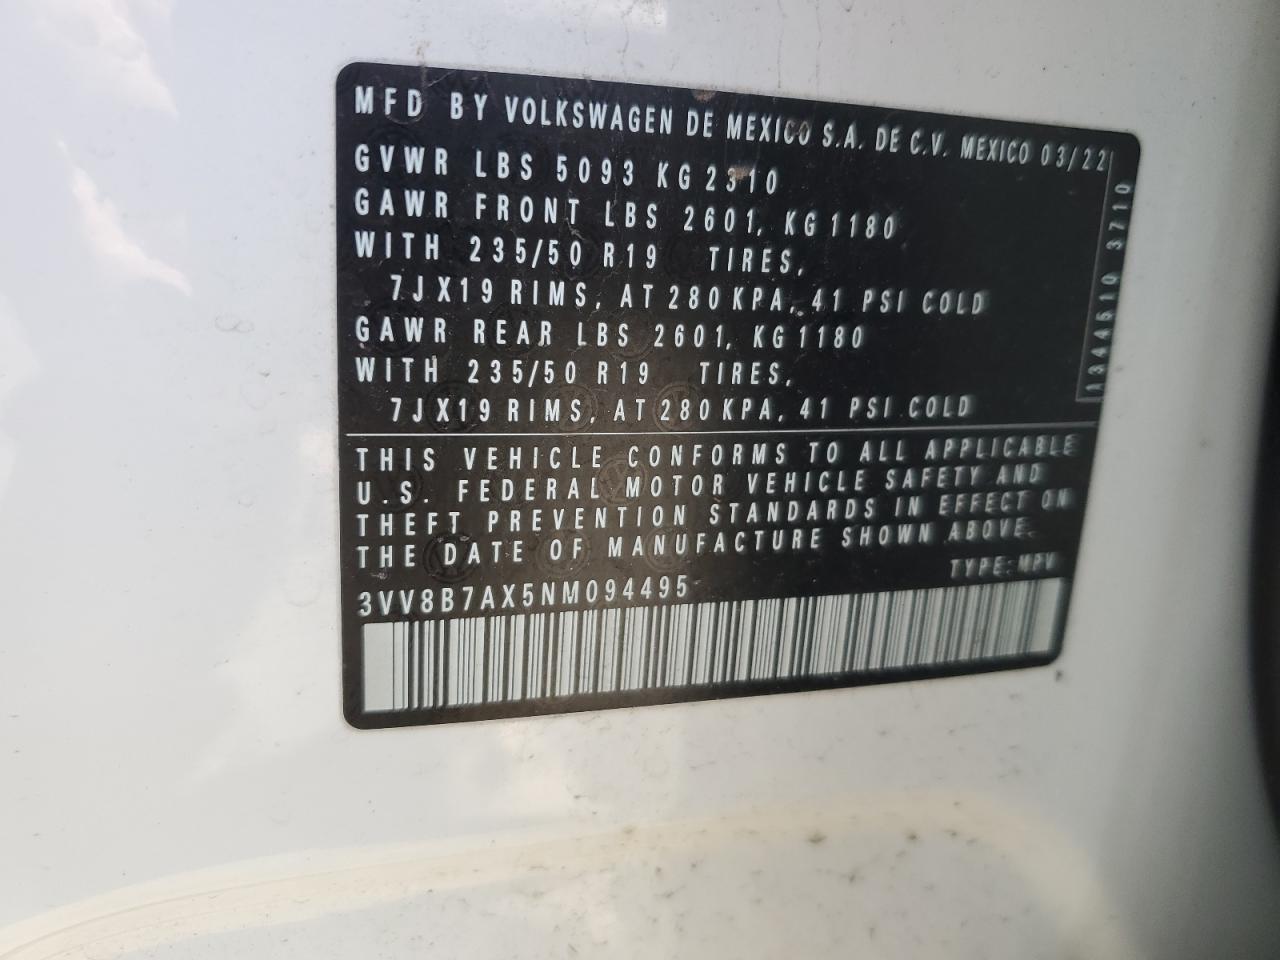 MFD BY VOLKSWAGEN DE MEXICO S.A. DE C.V. MEXICO 03/22
GVWR LBS 5093 KG 2310
GAWR FRONT LBS 2601, KG 1180
WITH 235/50 R19 TIRES,
7JX19 RIMS, AT 280 KPA, 41 PSI COLD
GAWR REAR LBS 2601, KG 1180
WITH 235/50 R19 TIRES,
7JX19 RIMS, AT 280 KPA, 41 PSI COLD
1344510 3710
THIS VEHICLE CONFORMS TO ALL APPLICABLE
U.S. FEDERAL MOTOR VEHICLE SAFETY AND
THEFT PREVENTION STANDARDS IN EFFECT ON
THE DATE OF MANUFACTURE SHOWN ABOVE.
TYPE: MPV
3VV8B7AX5NM094495